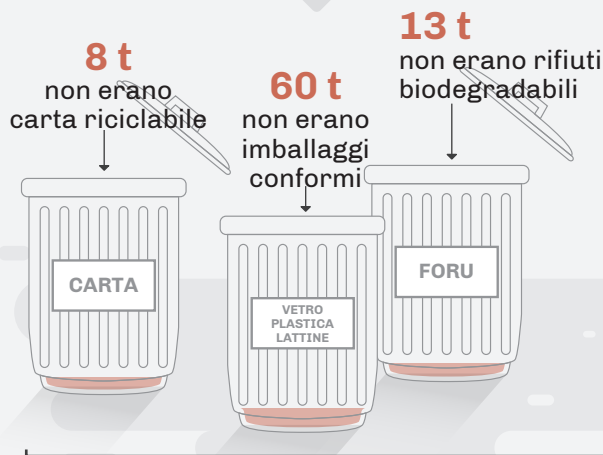 8 t
non erano
carta riciclabile
60 t
non erano
imballaggi
conformi
13 t
non erano rifiuti
biodegradabili
CARTA
VETRO
PLASTICA
LATTINE
FORU